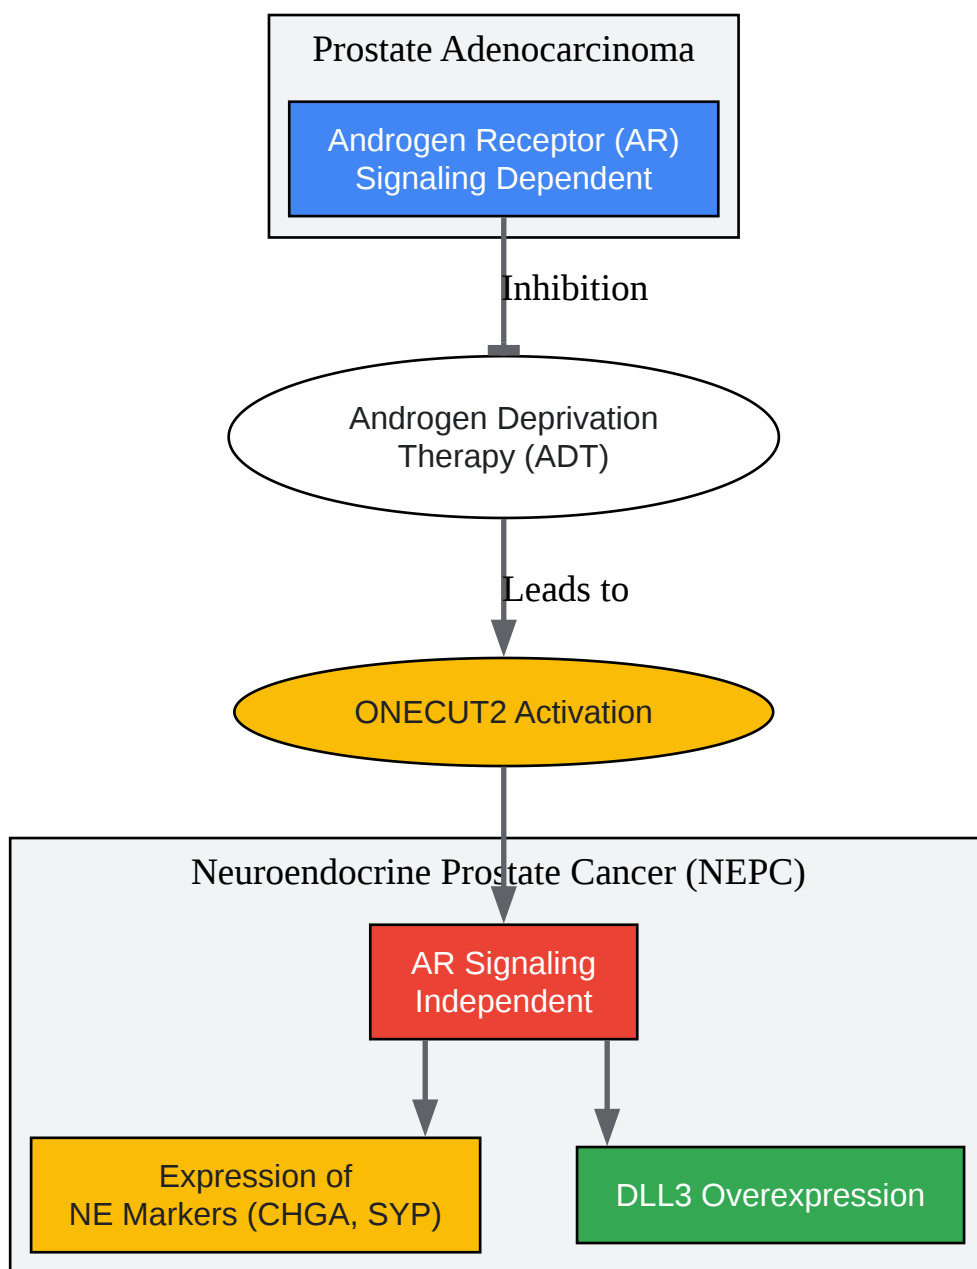 Prostate Adenocarcinoma
Androgen Receptor (AR)
Signaling Dependent
Inhibition
Androgen Deprivation
Therapy (ADT)
Leads to
ONECUT2 Activation
Neuroendocrine Prostate Cancer (NEPC)
AR Signaling
Independent
Expression of
NE Markers (CHGA, SYP)
DLL3 Overexpression